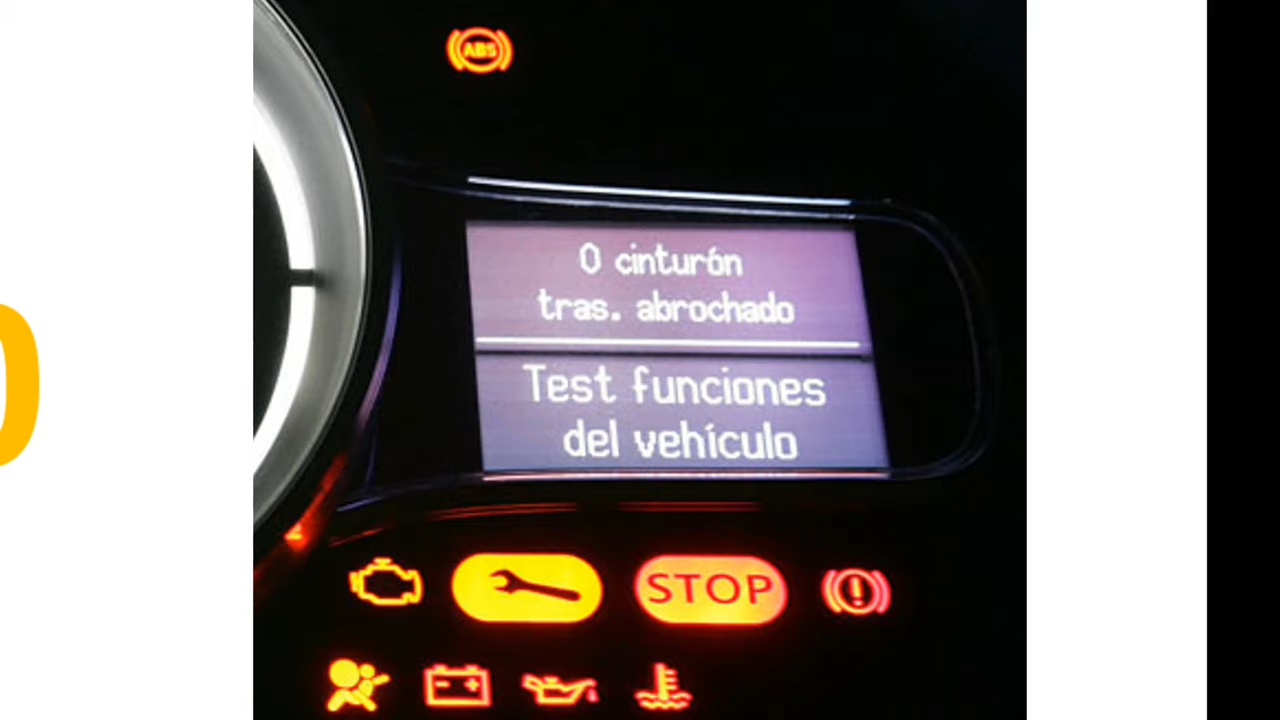 ABS
0 cinturón
tras. abrochado
Test funciones
del vehículo
STOP